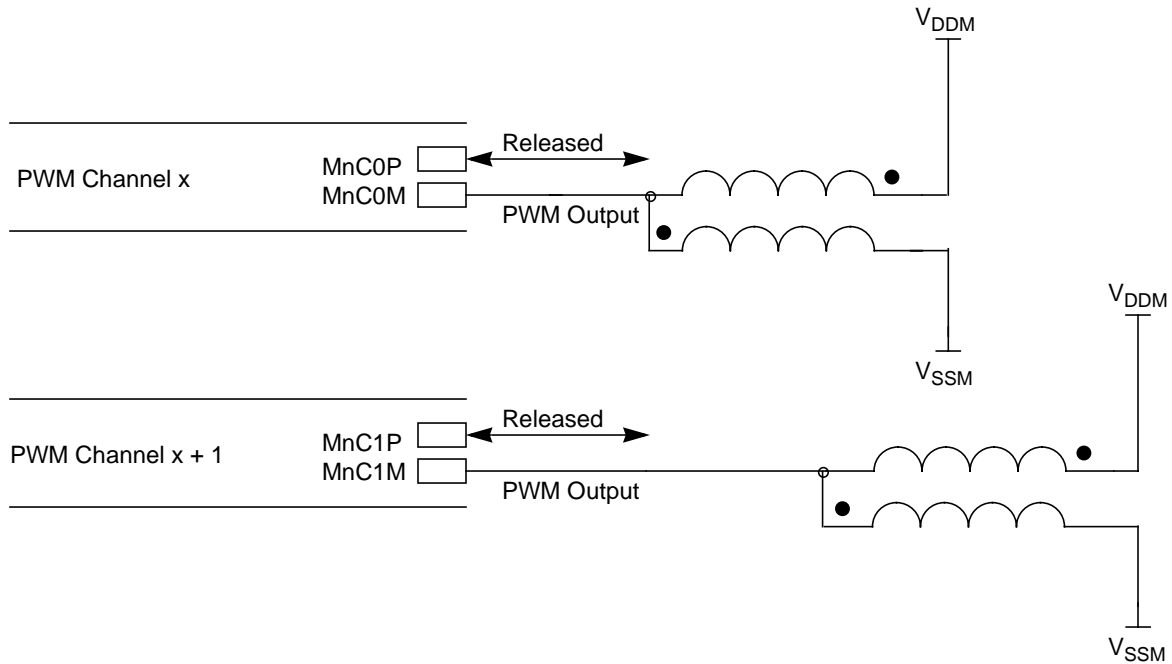 VDDM
Released
MnC0P
PWM Channel x
MnC0M
PWM Output
VDDM
VSSM
Released
MnC1P
PWM Channel x + 1
MnC1M
PWM Output
VSSM